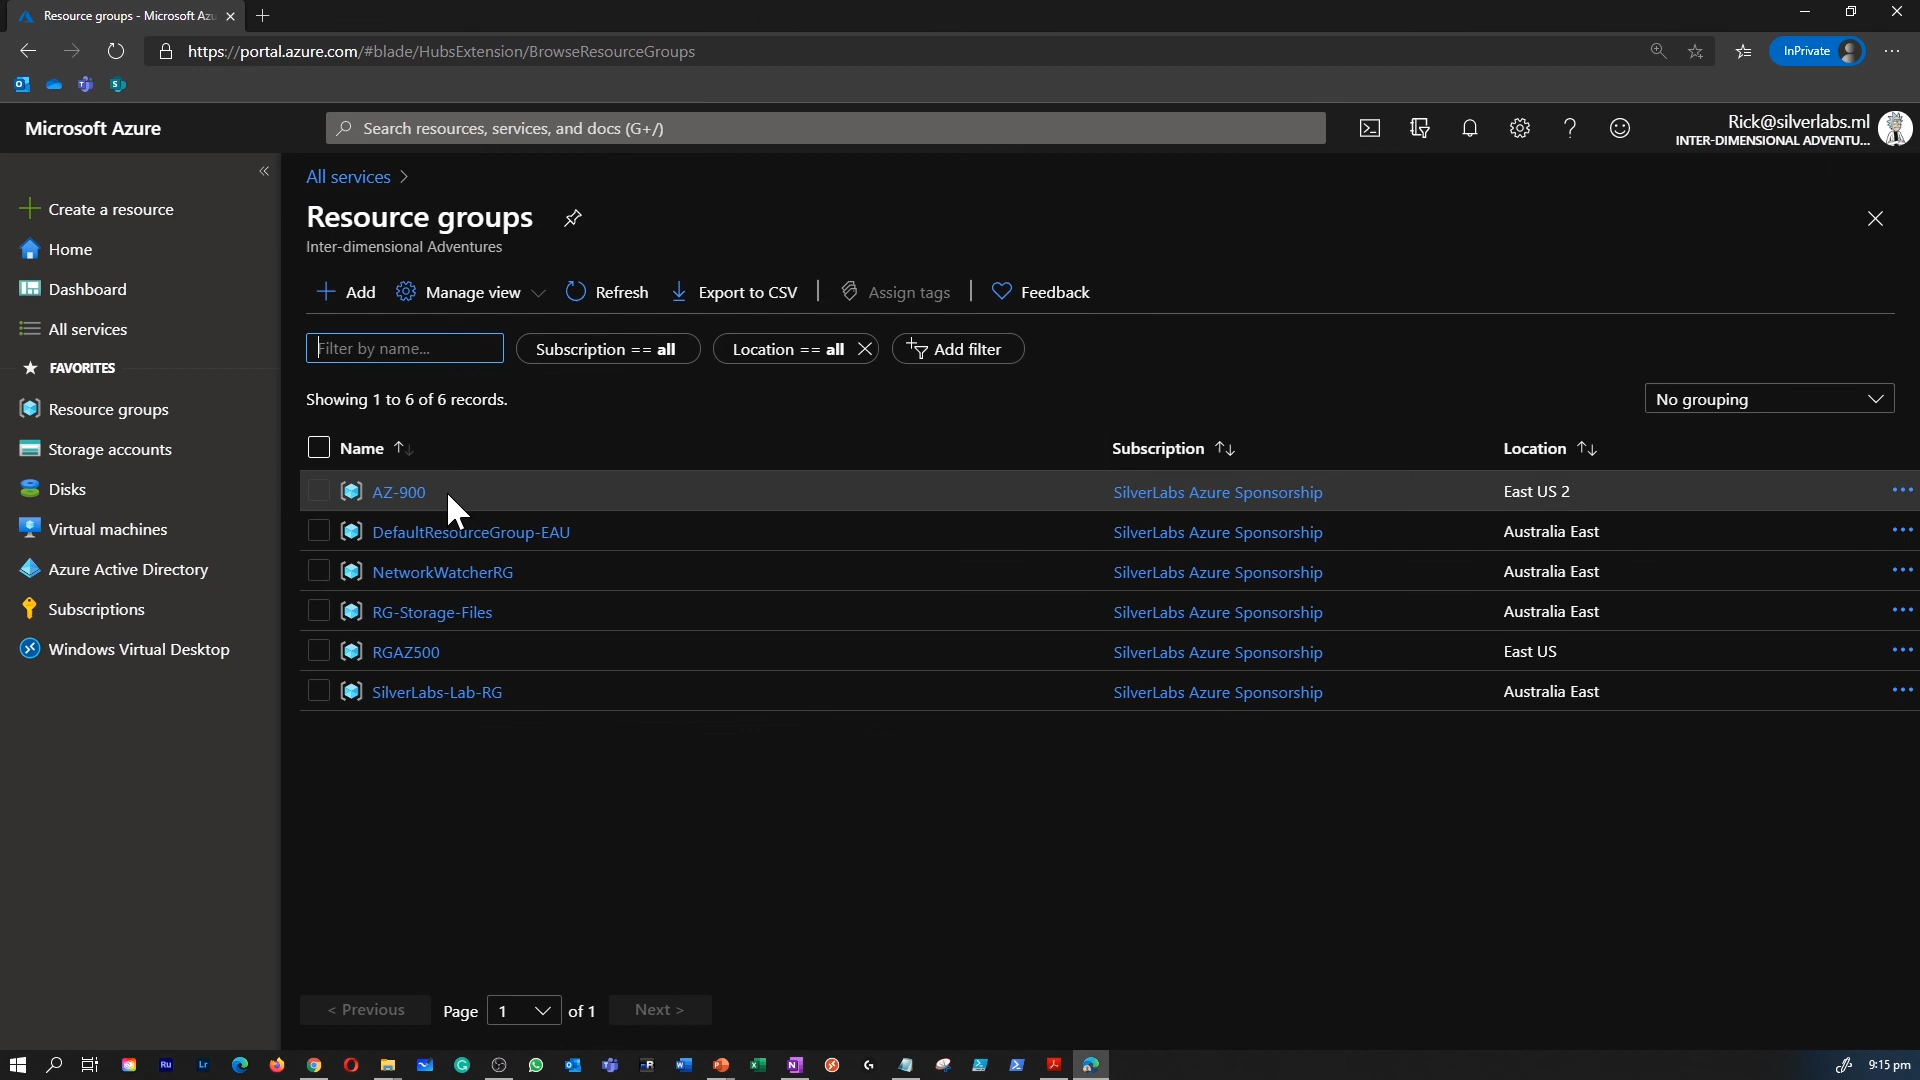 Resource groups - Microsoft Azu
https://portal.azure.com/#blade/HubsExtension/BrowseResourceGroups
InPrivate
Microsoft Azure
Search resources, services, and docs (G+/)
Rick@silverlabs.ml
INTER-DIMENSIONAL ADVENTU...
Create a resource
Home
Dashboard
All services
FAVORITES
Resource groups
Storage accounts
Disks
Virtual machines
Azure Active Directory
Subscriptions
Windows Virtual Desktop
All services >
Resource groups
Inter-dimensional Adventures
Add Manage view Refresh Export to CSV Assign tags Feedback
Filter by name... Subscription == all Location == all Add filter
Showing 1 to 6 of 6 records. No grouping
Name Subscription Location
AZ-900 SilverLabs Azure Sponsorship East US 2
DefaultResourceGroup-EAU SilverLabs Azure Sponsorship Australia East
NetworkWatcherRG SilverLabs Azure Sponsorship Australia East
RG-Storage-Files SilverLabs Azure Sponsorship Australia East
RGAZ500 SilverLabs Azure Sponsorship East US
SilverLabs-Lab-RG SilverLabs Azure Sponsorship Australia East
< Previous Page 1 of 1 Next >
Ru Lr
9:15 pm